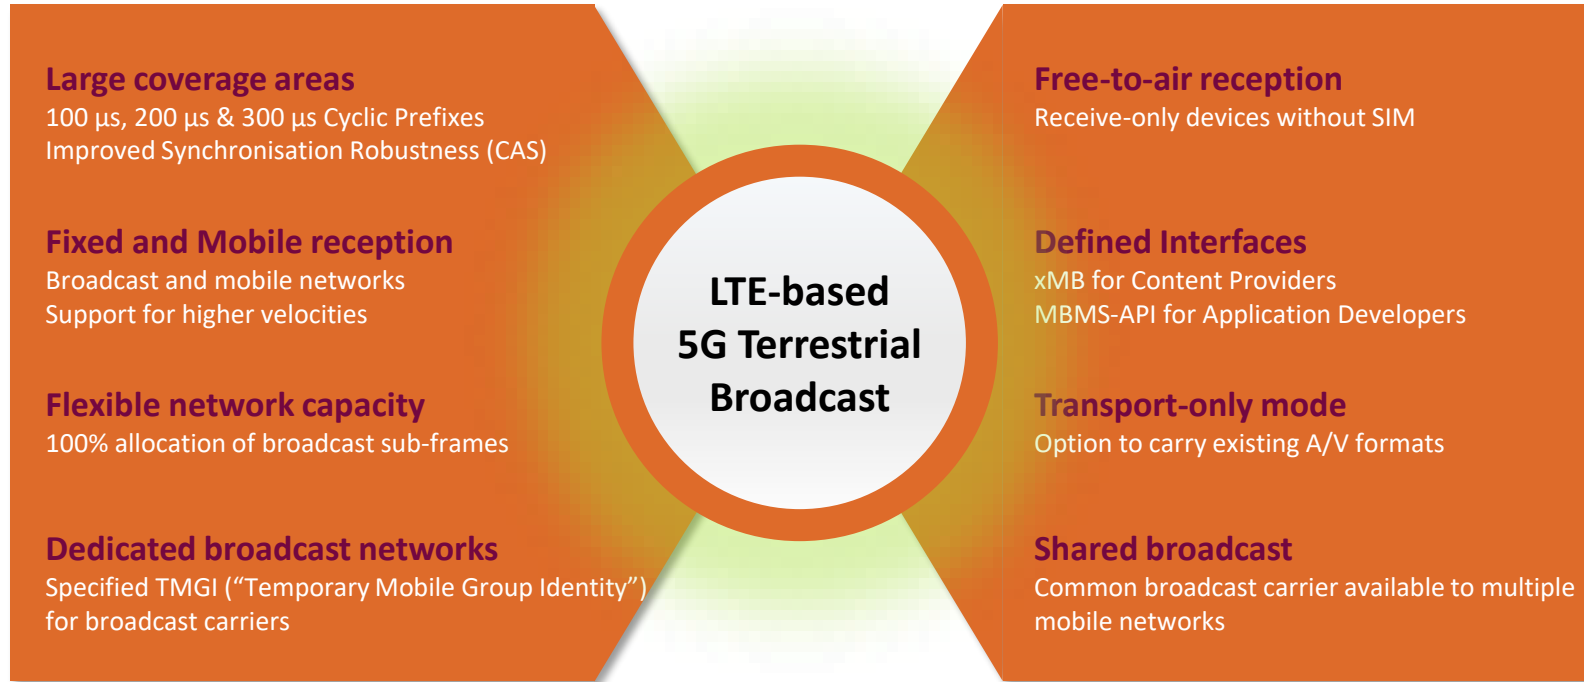 Large coverage areas
100 µs, 200 µs & 300 µs Cyclic Prefixes
Improved Synchronisation Robustness (CAS)
Fixed and Mobile reception
Broadcast and mobile networks
Support for higher velocities
Flexible network capacity
100% allocation of broadcast sub-frames
Dedicated broadcast networks
Specified TMGI (“Temporary Mobile Group Identity”)
for broadcast carriers
LTE-based
5G Terrestrial
Broadcast
Free-to-air reception
Receive-only devices without SIM
Defined Interfaces
xMB for Content Providers
MBMS-API for Application Developers
Transport-only mode
Option to carry existing A/V formats
Shared broadcast
Common broadcast carrier available to multiple
mobile networks